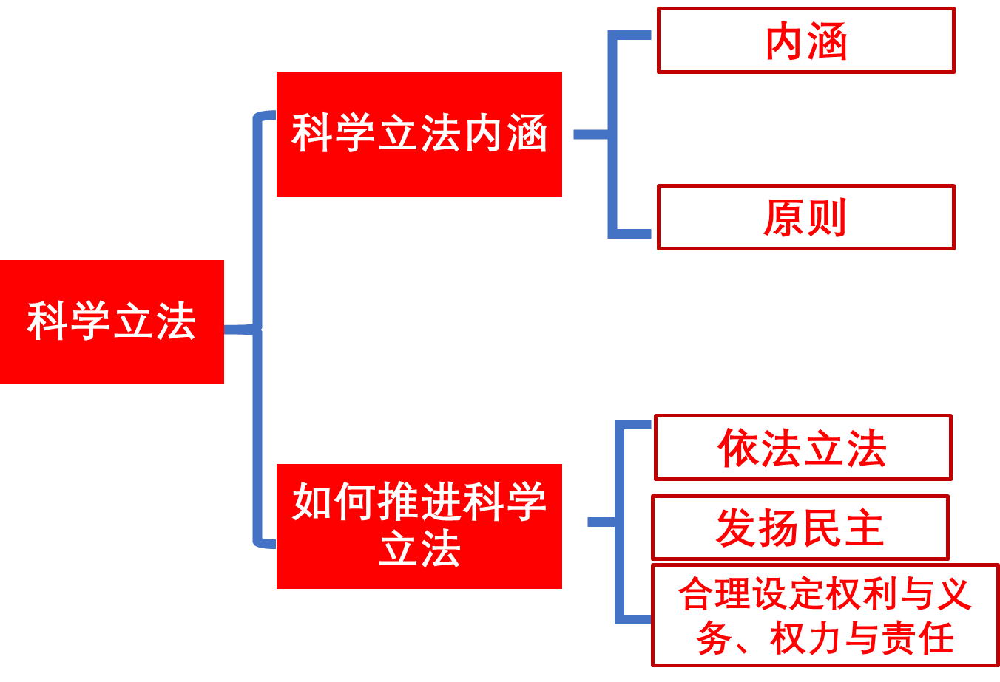 科学立法
科学立法内涵
内涵
原则
如何推进科学
立法
依法立法
发扬民主
合理设定权利与义
务、权力与责任